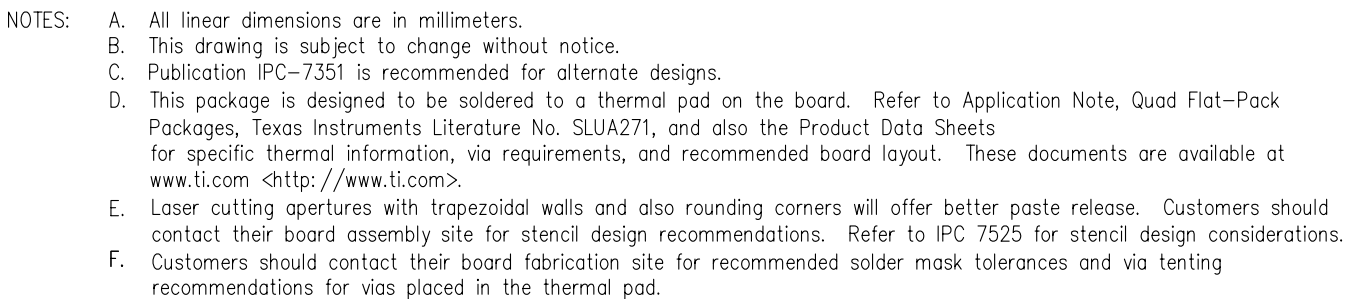 NOTES: A. All linear dimensions are in millimeters.
B. This drawing is subject to change without notice.
C. Publication IPC-7351 is recommended for alternate designs.
D. This package is designed to be soldered to a thermal pad on the board. Refer to Application Note, Quad Flat-Pack
Packages, Texas Instruments Literature No. SLUA271, and also the Product Data Sheets
for specific thermal information, via requirements, and recommended board layout. These documents are available at
www.ti.com <http://www.ti.com>.
E. Laser cutting apertures with trapezoidal walls and also rounding corners will offer better paste release. Customers should
contact their board assembly site for stencil design recommendations. Refer to IPC 7525 for stencil design considerations.
F. Customers should contact their board fabrication site for recommended solder mask tolerances and via tenting
recommendations for vias placed in the thermal pad.